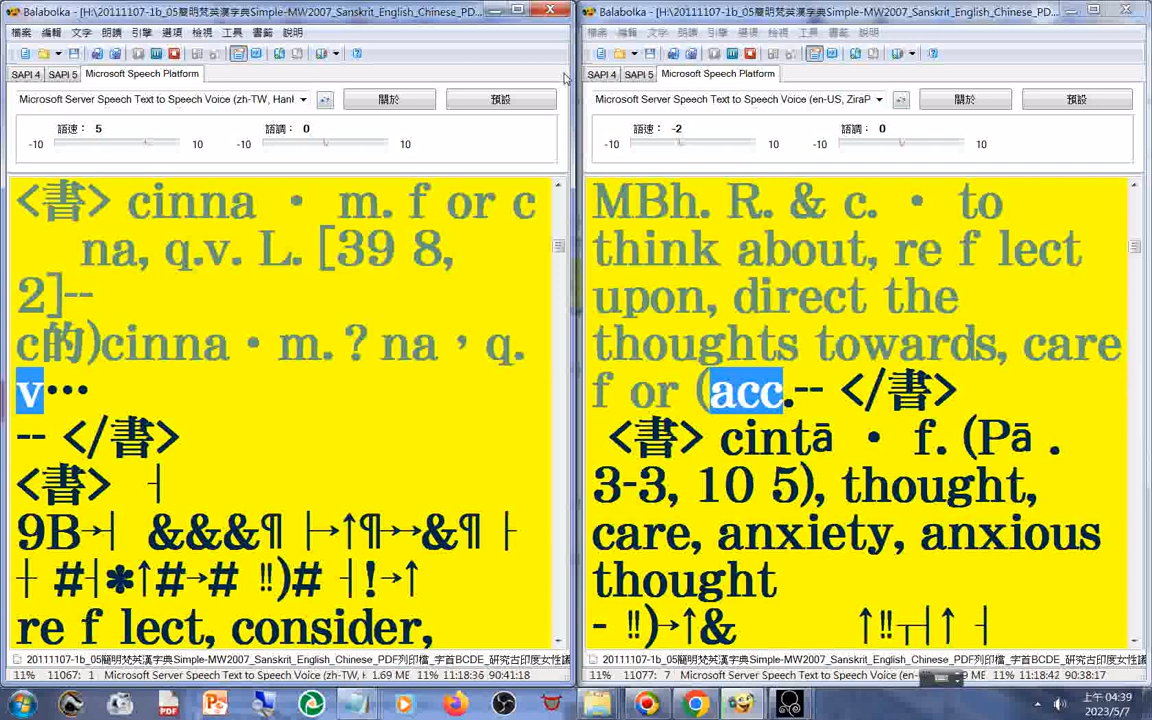 Balabolka - [H:\20111107-1b_05簡明梵英漢字典Simple-MW2007_Sanskrit_English_Chinese_PD...
檔案 編輯 文字 朗讀 引擎 選項 檢視 工具 書籤 說明
SAPI 4 SAPI 5 Microsoft Speech Platform
Microsoft Server Speech Text to Speech Voice (zh-TW, Hanl
關於 預設
語速： 5 語調： 0
-10 10 -10 10
<書> cinna • m. f or c
na, q.v. L. [39 8,
2]--
c的)cinna • m. ? na，q.
v•••
-- </書>
<書> ┤
9B→┤ &&&¶ ├→↑¶→→&¶ ├
┼ #┤✱↑#→# ‼)# ┤!→↑
re f lect, consider,
20111107-1b_05簡明梵英漢字典Simple-MW2007_Sanskrit_English_Chinese_PDF列印檔_字首BCDE_研究古印度女性議
11% 11067: 1 Microsoft Server Speech Text to Speech Voice (zh-TW, 1.69 MB 11% 11:18:36 90:41:18
Balabolka - [H:\20111107-1b_05簡明梵英漢字典Simple-MW2007_Sanskrit_English_Chinese_PDF...
檔案 編輯 文字 朗讀 引擎 選項 檢視 工具 書籤 說明
SAPI 4 SAPI 5 Microsoft Speech Platform
Microsoft Server Speech Text to Speech Voice (en-US, ZiraP
關於 預設
語速： -2 語調： 0
-10 10 -10 10
MBh. R. & c. • to
think about, re f lect
upon, direct the
thoughts towards, care
f or (acc.-- </書>
<書> cintā • f. (Pā .
3-3, 10 5), thought,
care, anxiety, anxious
thought
- ‼)→↑& ↑‼┬┤↑ ┤
20111107-1b_05簡明梵英漢字典Simple-MW2007_Sanskrit_English_Chinese_PDF列印檔_字首BCDE_研究古印度女性議
11% 11077: 7 Microsoft Server Speech Text to Speech Voice (en-US, 1.69 MB 11% 11:18:42 90:38:17
上午 04:39
2023/5/7